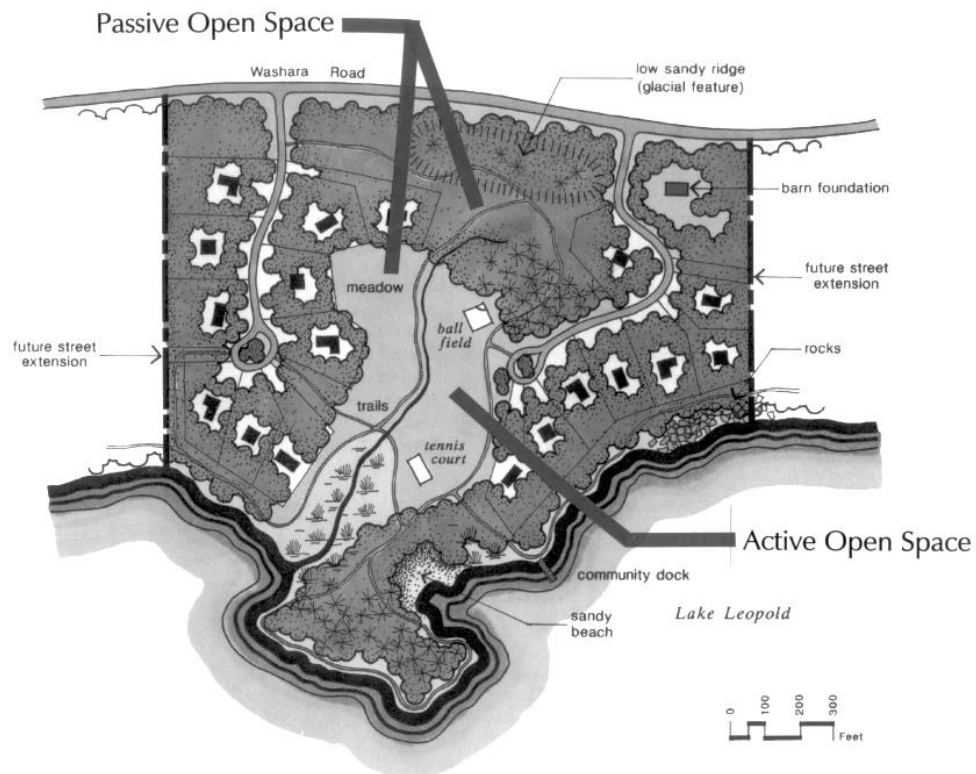 Passive Open Space
Washara Road
low sandy ridge
(glacial feature)
barn foundation
meadow
future street
extension
ball
field
future street
extension
rocks
trails
tennis
court
Active Open Space
community dock
sandy
beach
Lake Leopold
0 100 200 300
Feet